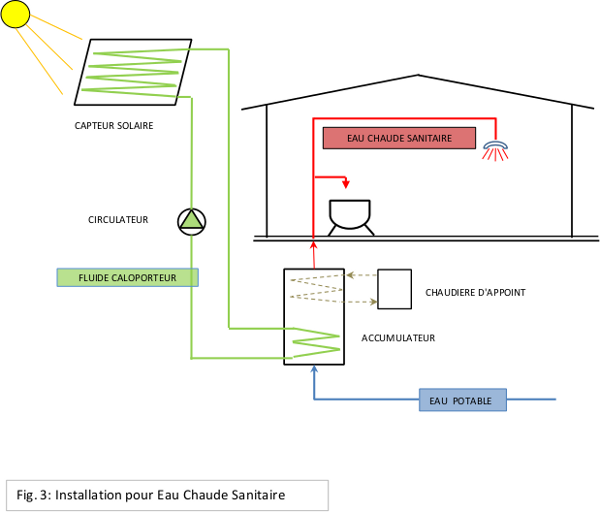 CAPTEUR SOLAIRE
EAU CHAUDE SANITAIRE
CIRCULATEUR
FLUIDE CALOPORTEUR
CHAUDIERE D'APPOINT
ACCUMULATEUR
EAU POTABLE
Fig. 3: Installation pour Eau Chaude Sanitaire